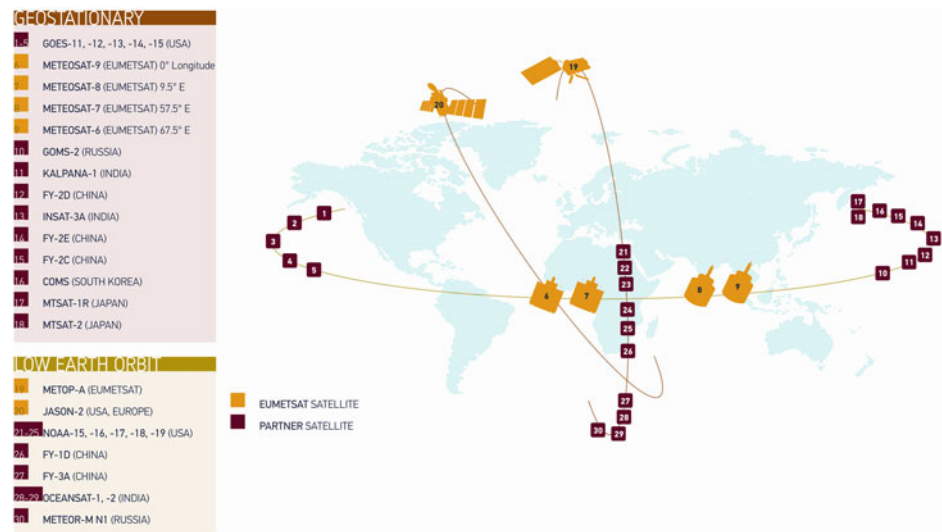 GEOSTATIONARY
1-5 GOES-11, -12, -13, -14, -15 (USA)
6 METEOSAT-9 (EUMETSAT) 0° Longitude
7 METEOSAT-8 (EUMETSAT) 9.5° E
8 METEOSAT-7 (EUMETSAT) 57.5° E
9 METEOSAT-6 (EUMETSAT) 67.5° E
10 GOMS-2 (RUSSIA)
11 KALPANA-1 (INDIA)
12 FY-2D (CHINA)
13 INSAT-3A (INDIA)
14 FY-2E (CHINA)
15 FY-2C (CHINA)
16 COMS (SOUTH KOREA)
17 MTSAT-1R (JAPAN)
18 MTSAT-2 (JAPAN)
LOW EARTH ORBIT
19 METOP-A (EUMETSAT)
20 JASON-2 (USA, EUROPE)
21-25 NOAA-15, -16, -17, -18, -19 (USA)
26 FY-1D (CHINA)
27 FY-3A (CHINA)
28-29 OCEANSAT-1, -2 (INDIA)
30 METEOR-M N1 (RUSSIA)
EUMETSAT SATELLITE
PARTNER SATELLITE
19
20
1
2
3
4
5
6
7
8
9
10
11
12
13
14
15
16
17
18
21
22
23
24
25
26
27
28
29
30